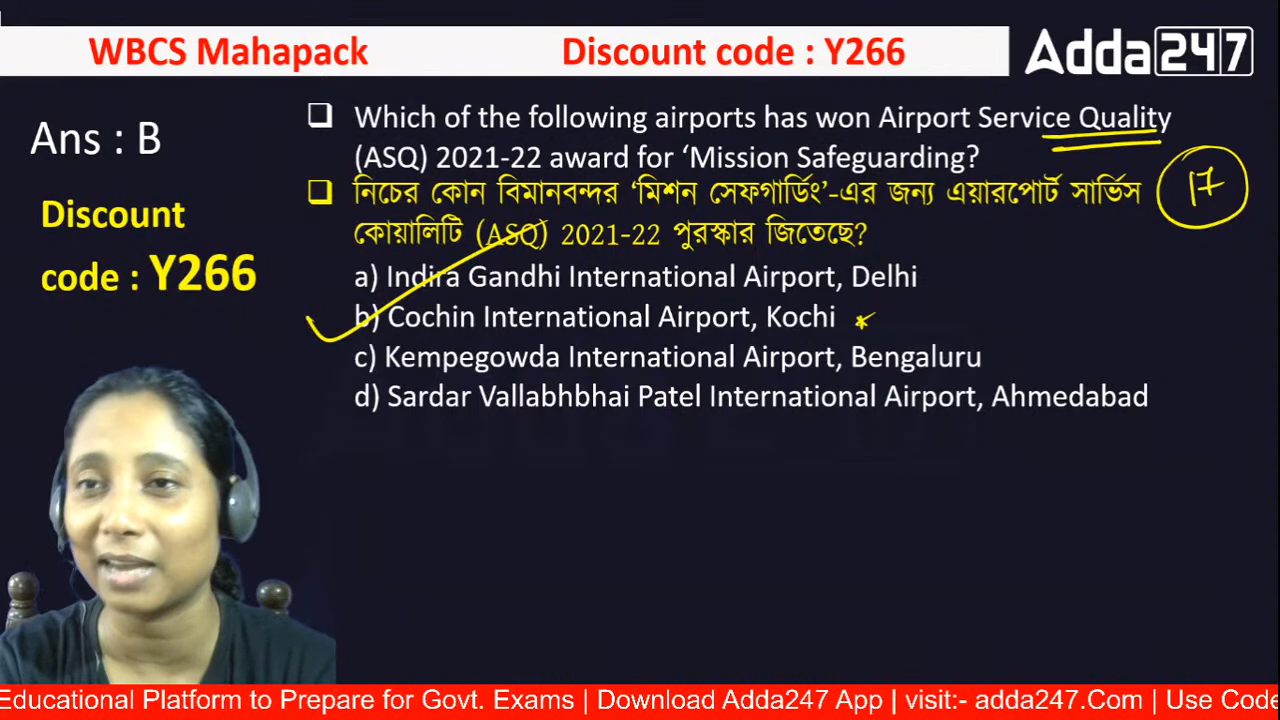 WBCS Mahapack Discount code : Y266 Adda247
Ans : B
Discount
code : Y266
Which of the following airports has won Airport Service Quality
(ASQ) 2021-22 award for ‘Mission Safeguarding?
নিচের কোন বিমানবন্দর ‘মিশন সেফগার্ডিং’-এর জন্য এয়ারপোর্ট সার্ভিস
কোয়ালিটি (ASQ) 2021-22 পুরস্কার জিতেছে?
17
a) Indira Gandhi International Airport, Delhi
b) Cochin International Airport, Kochi
c) Kempegowda International Airport, Bengaluru
d) Sardar Vallabhbhai Patel International Airport, Ahmedabad
Educational Platform to Prepare for Govt. Exams | Download Adda247 App | visit:- adda247.Com | Use Code